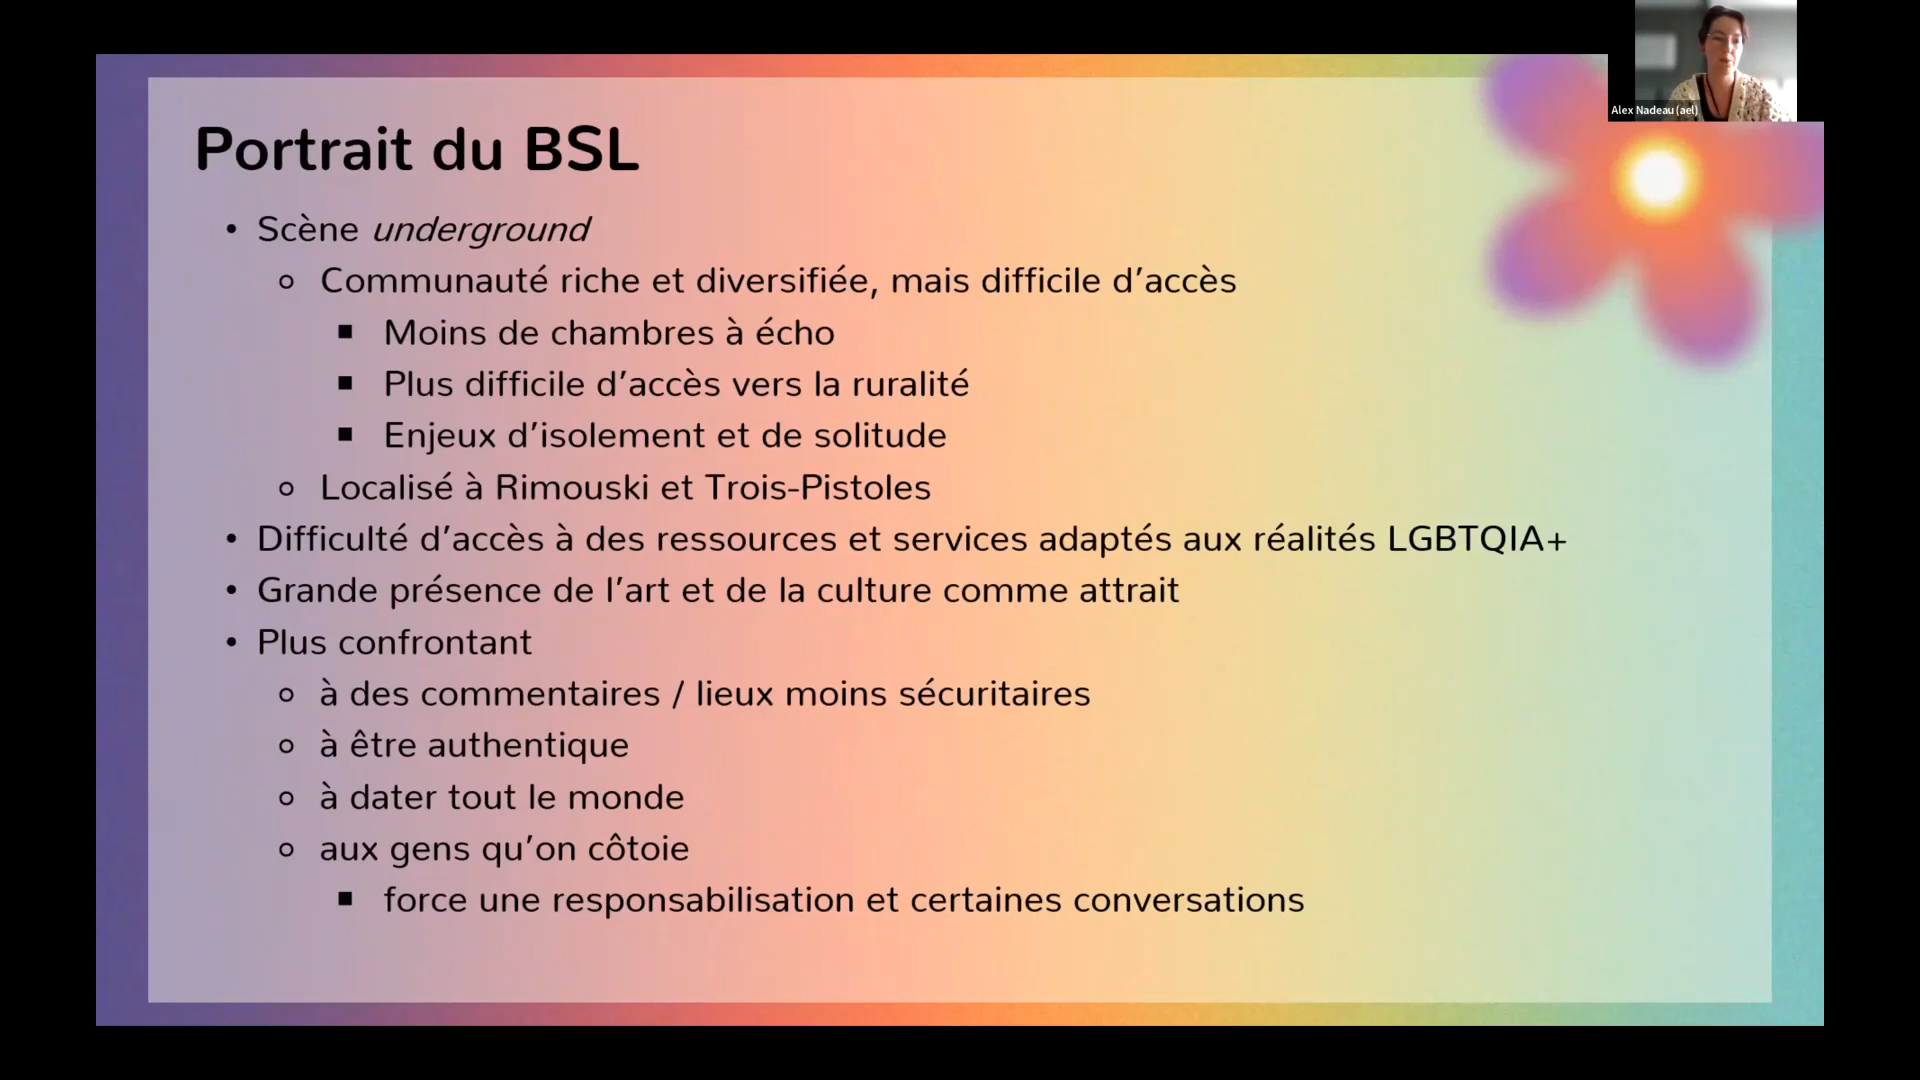 Alex Nadeau (ael)
Portrait du BSL
• Scène underground
○ Communauté riche et diversifiée, mais difficile d’accès
■ Moins de chambres à écho
■ Plus difficile d’accès vers la ruralité
■ Enjeux d’isolement et de solitude
○ Localisé à Rimouski et Trois-Pistoles
• Difficulté d’accès à des ressources et services adaptés aux réalités LGBTQIA+
• Grande présence de l’art et de la culture comme attrait
• Plus confrontant
○ à des commentaires / lieux moins sécuritaires
○ à être authentique
○ à dater tout le monde
○ aux gens qu’on côtoie
■ force une responsabilisation et certaines conversations